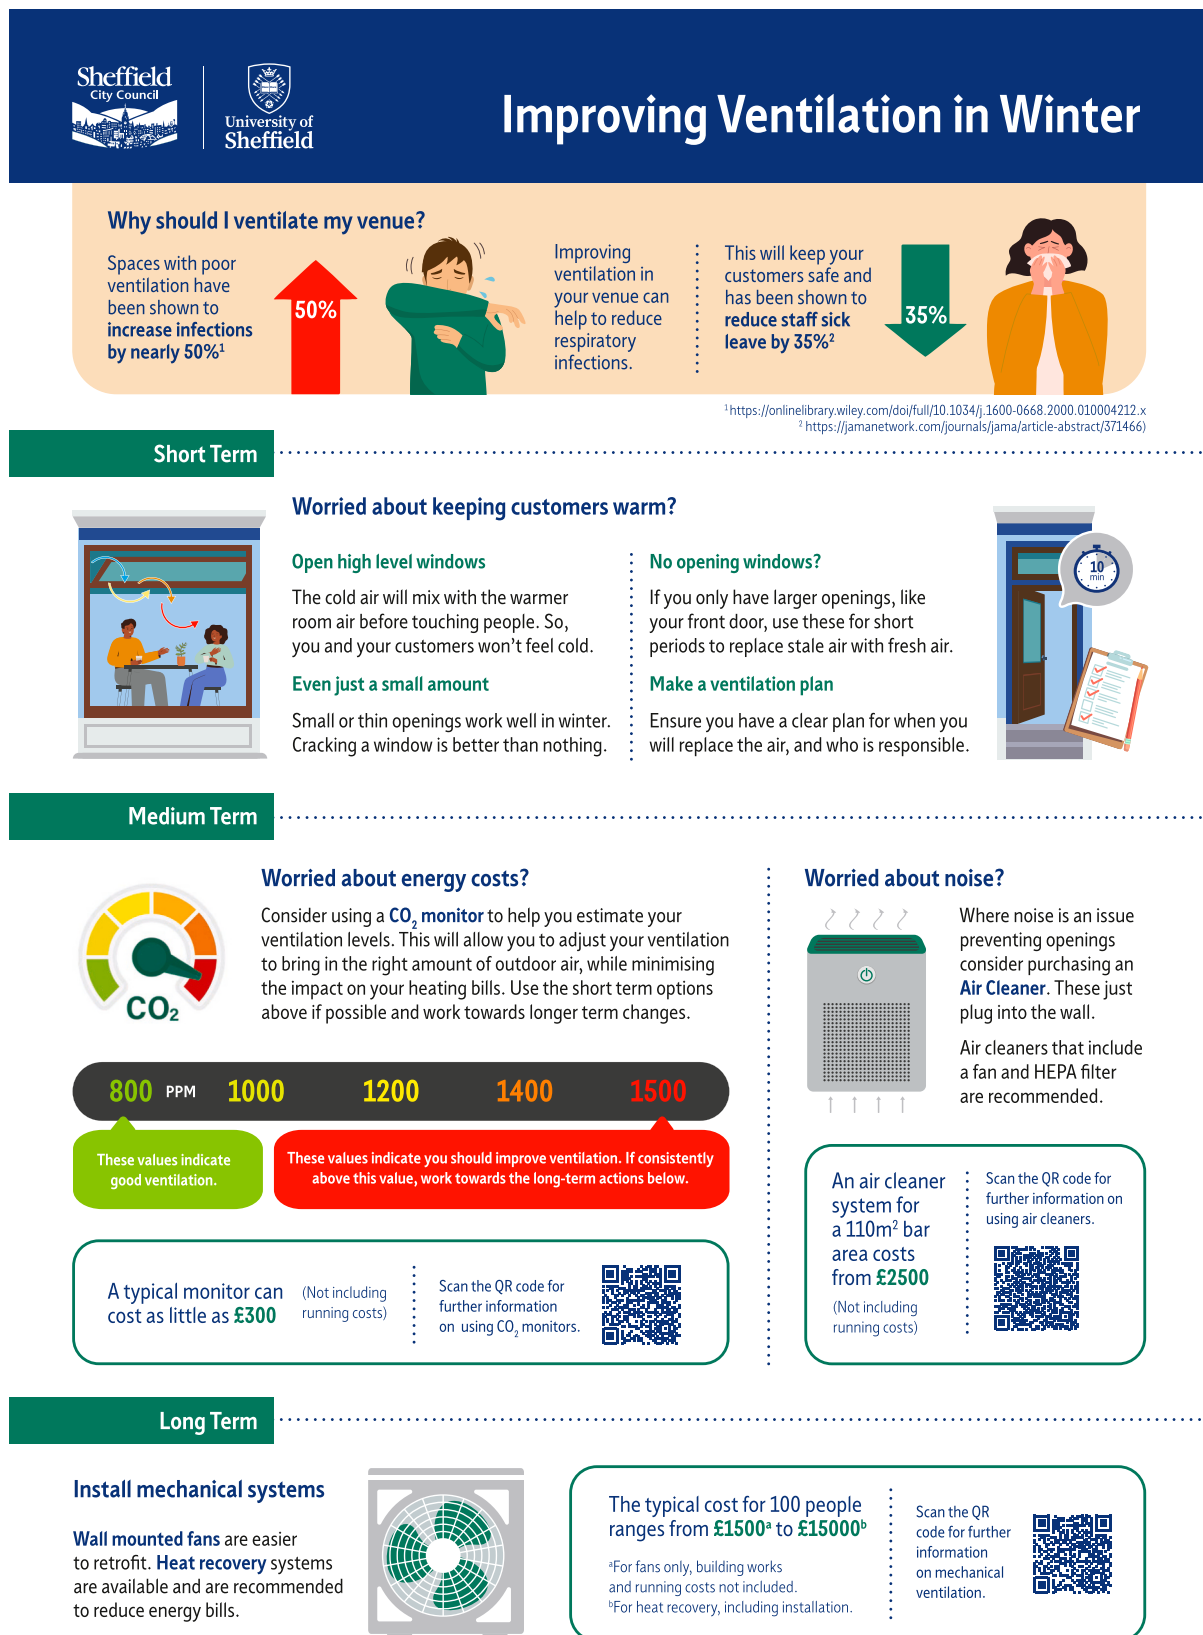 Sheffield
City Council
University of
Sheffield
Improving Ventilation in Winter
Why should I ventilate my venue?
Spaces with poor
ventilation have
been shown to
increase infections
by nearly 50%¹
50%
Improving
ventilation in
your venue can
help to reduce
respiratory
infections.
This will keep your
customers safe and
has been shown to
reduce staff sick
leave by 35%²
35%
¹ https://onlinelibrary.wiley.com/doi/full/10.1034/j.1600-0668.2000.010004212.x
² https://jamanetwork.com/journals/jama/article-abstract/371466)
Short Term
Worried about keeping customers warm?
Open high level windows
The cold air will mix with the warmer
room air before touching people. So,
you and your customers won't feel cold.
Even just a small amount
Small or thin openings work well in winter.
Cracking a window is better than nothing.
No opening windows?
If you only have larger openings, like
your front door, use these for short
periods to replace stale air with fresh air.
Make a ventilation plan
Ensure you have a clear plan for when you
will replace the air, and who is responsible.
10
min
Medium Term
Worried about energy costs?
Consider using a CO₂ monitor to help you estimate your
ventilation levels. This will allow you to adjust your ventilation
to bring in the right amount of outdoor air, while minimising
the impact on your heating bills. Use the short term options
above if possible and work towards longer term changes.
CO₂
800 PPM 1000 1200 1400 1500
These values indicate
good ventilation.
These values indicate you should improve ventilation. If consistently
above this value, work towards the long-term actions below.
A typical monitor can
cost as little as £300
(Not including
running costs)
Scan the QR code for
further information
on using CO₂ monitors.
Worried about noise?
Where noise is an issue
preventing openings
consider purchasing an
Air Cleaner. These just
plug into the wall.
Air cleaners that include
a fan and HEPA filter
are recommended.
An air cleaner
system for
a 110m² bar
area costs
from £2500
(Not including
running costs)
Scan the QR code for
further information on
using air cleaners.
Long Term
Install mechanical systems
Wall mounted fans are easier
to retrofit. Heat recovery systems
are available and are recommended
to reduce energy bills.
The typical cost for 100 people
ranges from £1500ᵃ to £15000ᵇ
ᵃFor fans only, building works
and running costs not included.
ᵇFor heat recovery, including installation.
Scan the QR
code for further
information
on mechanical
ventilation.